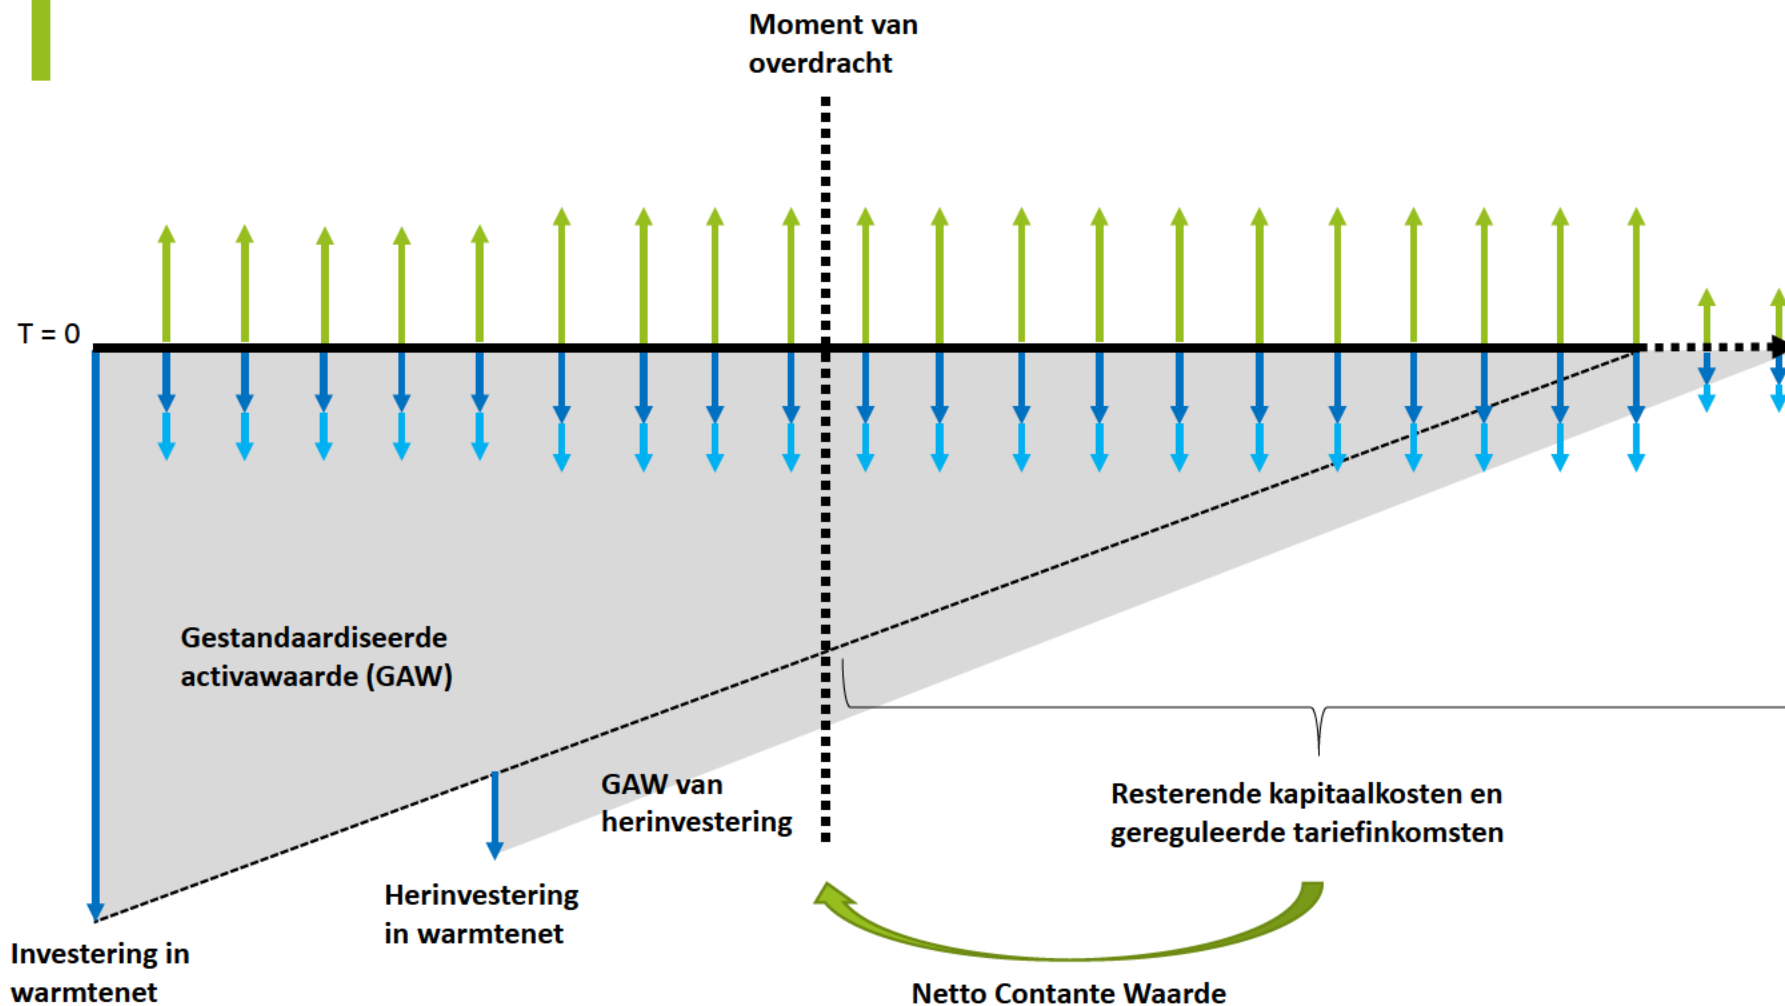 Moment van
overdracht
T = 0
Gestandaardiseerde
activawaarde (GAW)
GAW van
herinvestering
Resterende kapitaalkosten en
gereguleerde tariefinkomsten
Herinvestering
in warmtenet
Investering in
warmtenet
Netto Contante Waarde